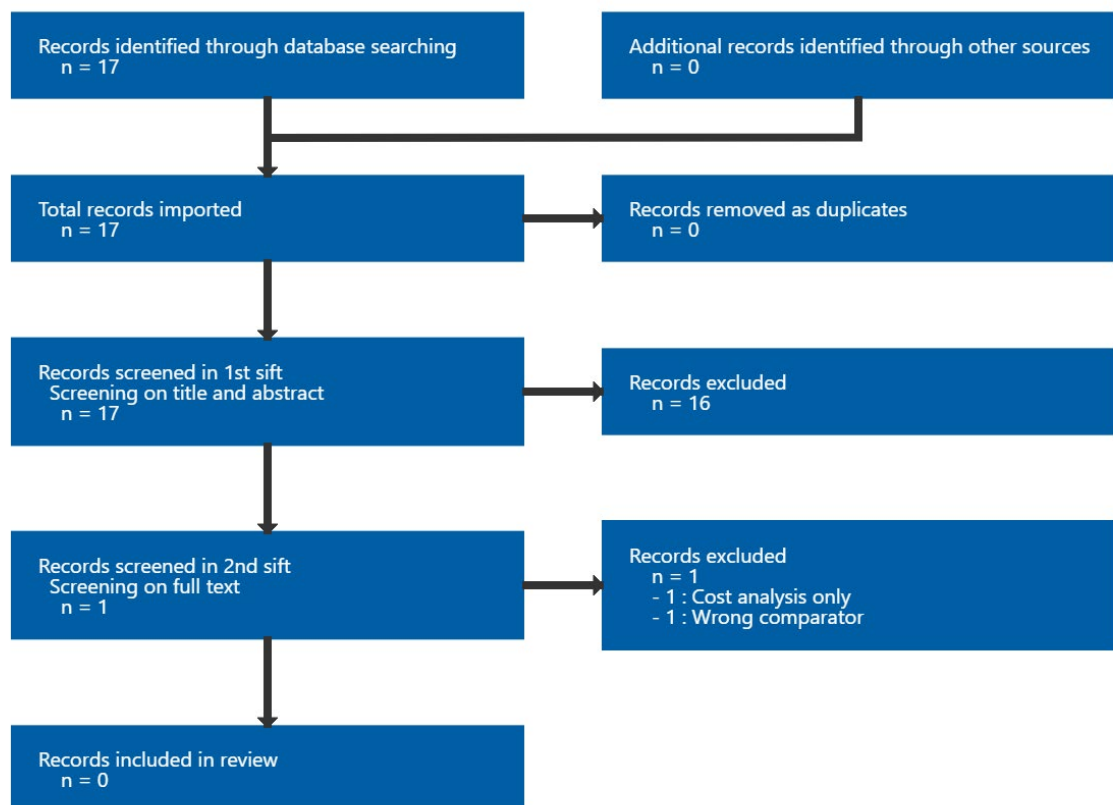 Records identified through database searching
n = 17
Additional records identified through other sources
n = 0
Total records imported
n = 17
Records removed as duplicates
n = 0
Records screened in 1st sift
Screening on title and abstract
n = 17
Records excluded
n = 16
Records screened in 2nd sift
Screening on full text
n = 1
Records excluded
n = 1
- 1 : Cost analysis only
- 1 : Wrong comparator
Records included in review
n = 0